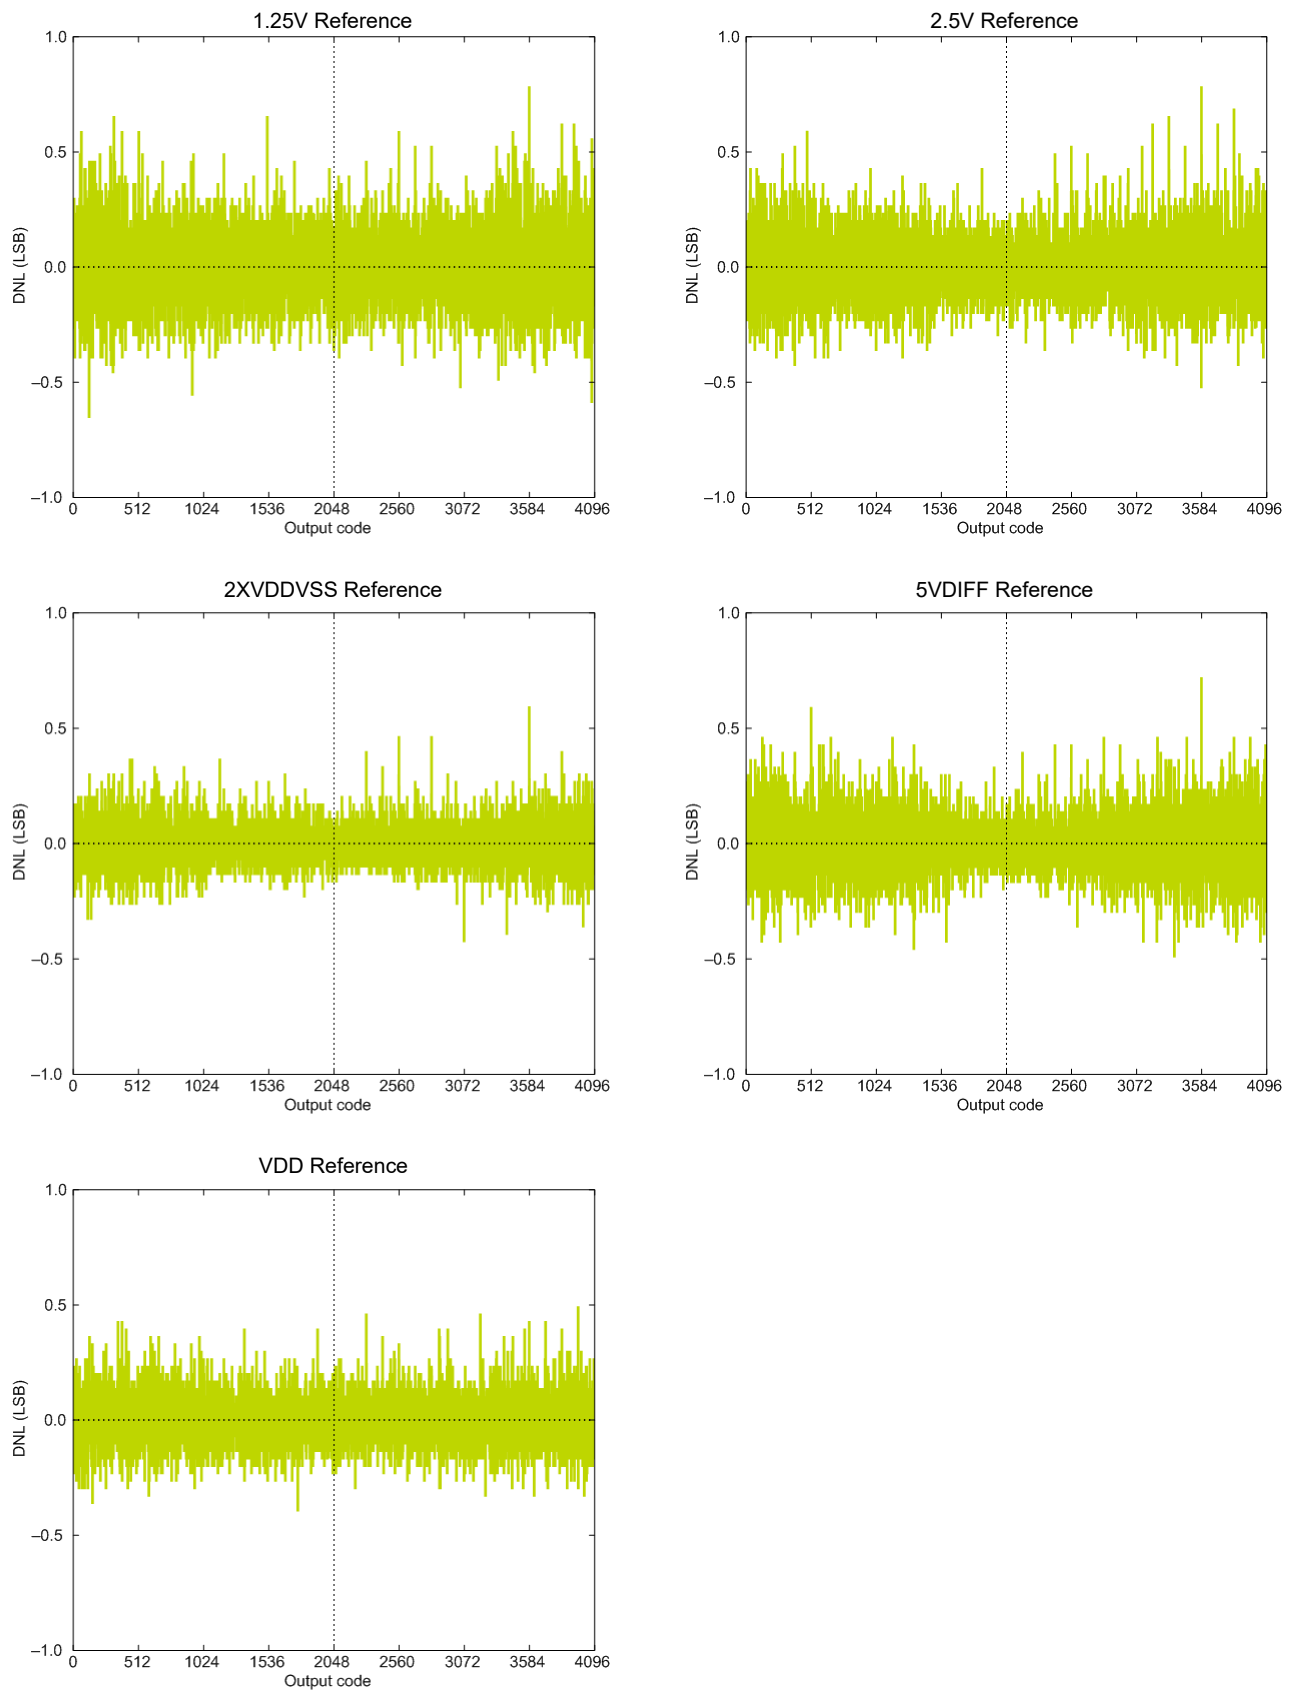 1.25V Reference
1.0
0.5
0.0
–0.5
–1.0
DNL (LSB)
0 512 1024 1536 2048 2560 3072 3584 4096
Output code
2.5V Reference
1.0
0.5
0.0
–0.5
–1.0
DNL (LSB)
0 512 1024 1536 2048 2560 3072 3584 4096
Output code
2XVDDVSS Reference
1.0
0.5
0.0
–0.5
–1.0
DNL (LSB)
0 512 1024 1536 2048 2560 3072 3584 4096
Output code
5VDIFF Reference
1.0
0.5
0.0
–0.5
–1.0
DNL (LSB)
0 512 1024 1536 2048 2560 3072 3584 4096
Output code
VDD Reference
1.0
0.5
0.0
–0.5
–1.0
DNL (LSB)
0 512 1024 1536 2048 2560 3072 3584 4096
Output code